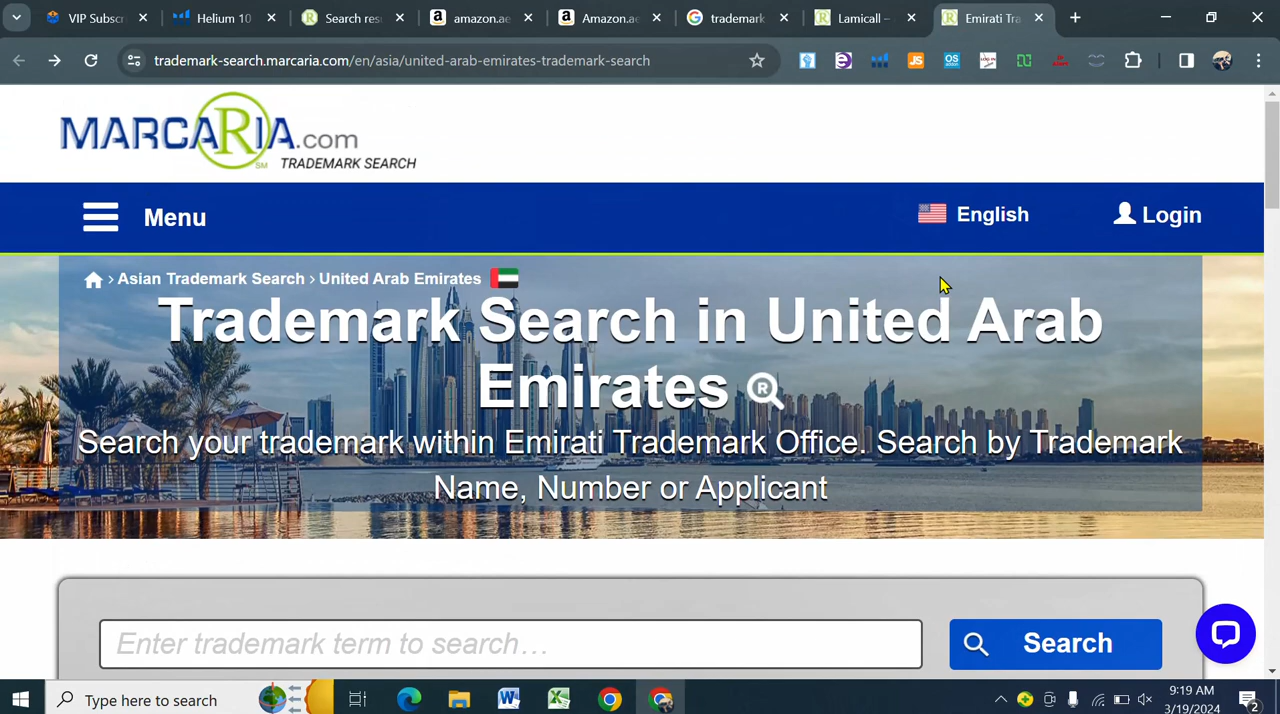 VIP Subscr
Helium 10
Search res
amazon.ae
Amazon.ae
trademark
Lamicall –
Emirati Tra
trademark-search.marcaria.com/en/asia/united-arab-emirates-trademark-search
MARCARIA.com
SM
TRADEMARK SEARCH
Menu
English
Login
› Asian Trademark Search › United Arab Emirates
Trademark Search in United Arab
Emirates
Search your trademark within Emirati Trademark Office. Search by Trademark
Name, Number or Applicant
Enter trademark term to search…
Search
Type here to search
9:19 AM
3/19/2024
2